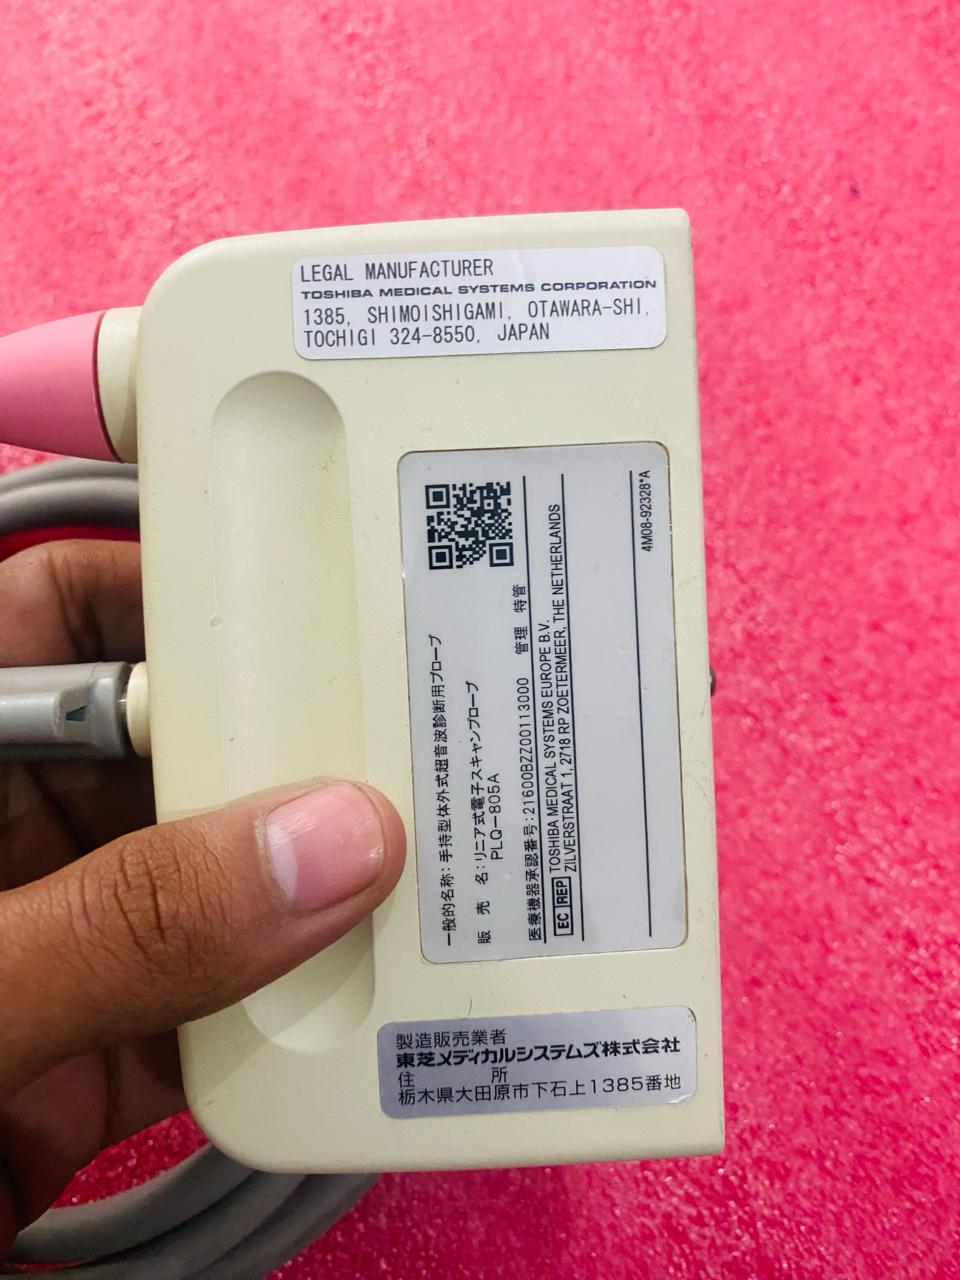 LEGAL MANUFACTURER
TOSHIBA MEDICAL SYSTEMS CORPORATION
1385, SHIMOISHIGAMI, OTAWARA-SHI,
TOCHIGI 324-8550, JAPAN
一般的名称:手持型体外式超音波診断用プローブ
販 売 名:リニア式電子スキャンプローブ
PLQ-805A
医療機器承認番号:21600BZZ00113000 管理 特管
EC REP TOSHIBA MEDICAL SYSTEMS EUROPE B.V.
ZILVERSTRAAT 1, 2718 RP ZOETERMEER, THE NETHERLANDS
4M08-92328*A
製造販売業者
東芝メディカルシステムズ株式会社
住 所
栃木県大田原市下石上1385番地